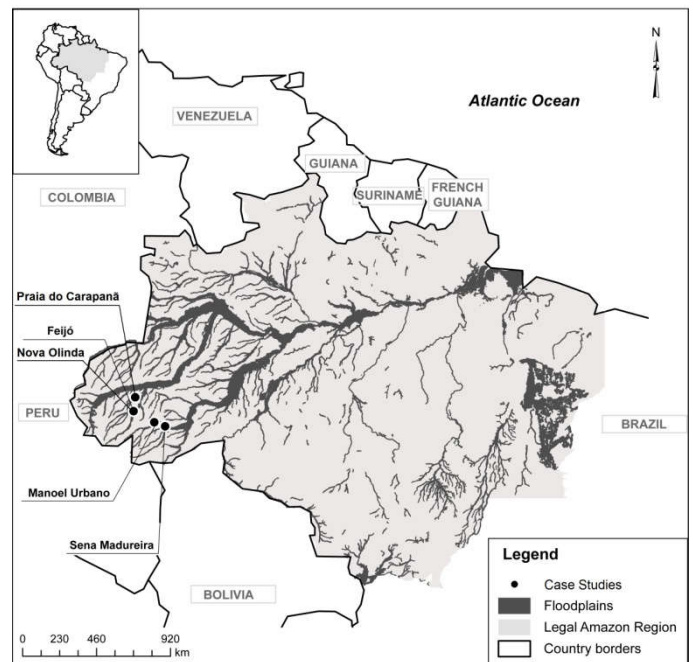 N
Atlantic Ocean
VENEZUELA
GUIANA
SURINAME
FRENCH
GUIANA
COLOMBIA
Praia do Carapanã
Feijó
Nova Olinda
PERU
BRAZIL
Manoel Urbano
Sena Madureira
BOLIVIA
Legend
Case Studies
Floodplains
Legal Amazon Region
Country borders
0 230 460 920
km